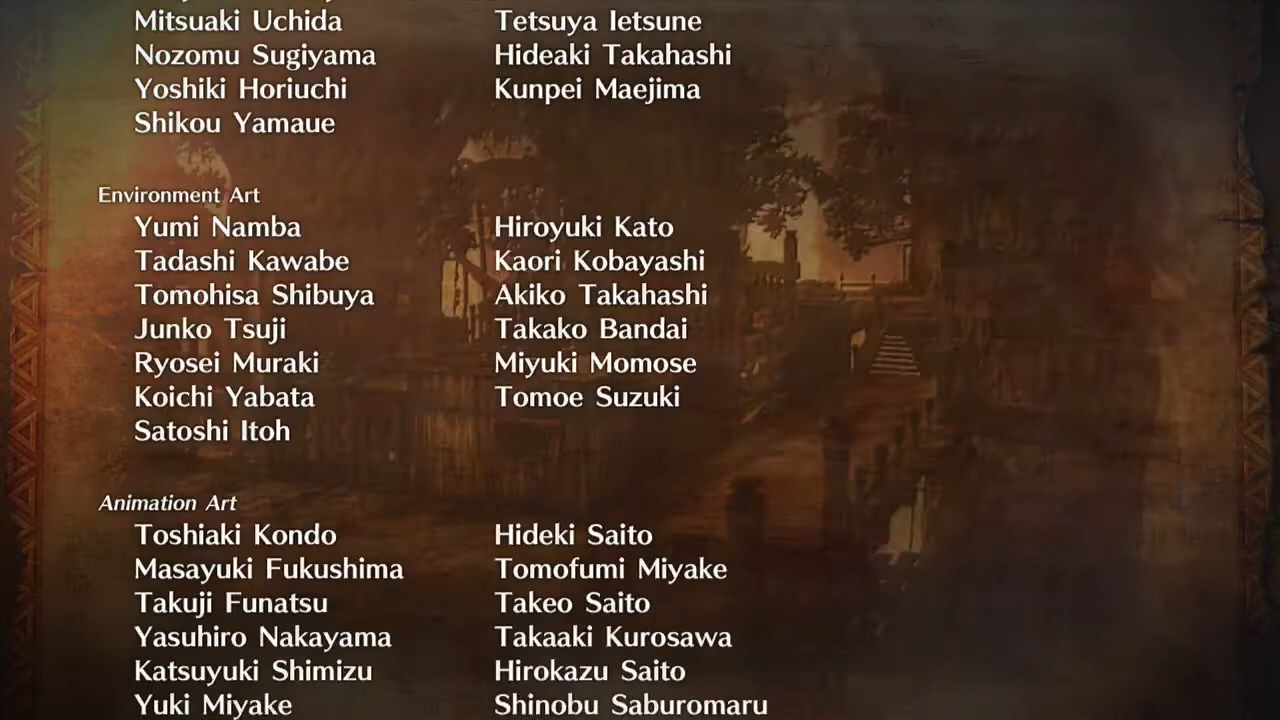 Mitsuaki Uchida Tetsuya Ietsune
Nozomu Sugiyama Hideaki Takahashi
Yoshiki Horiuchi Kunpei Maejima
Shikou Yamaue
Environment Art
Yumi Namba Hiroyuki Kato
Tadashi Kawabe Kaori Kobayashi
Tomohisa Shibuya Akiko Takahashi
Junko Tsuji Takako Bandai
Ryosei Muraki Miyuki Momose
Koichi Yabata Tomoe Suzuki
Satoshi Itoh
Animation Art
Toshiaki Kondo Hideki Saito
Masayuki Fukushima Tomofumi Miyake
Takuji Funatsu Takeo Saito
Yasuhiro Nakayama Takaaki Kurosawa
Katsuyuki Shimizu Hirokazu Saito
Yuki Miyake Shinobu Saburomaru